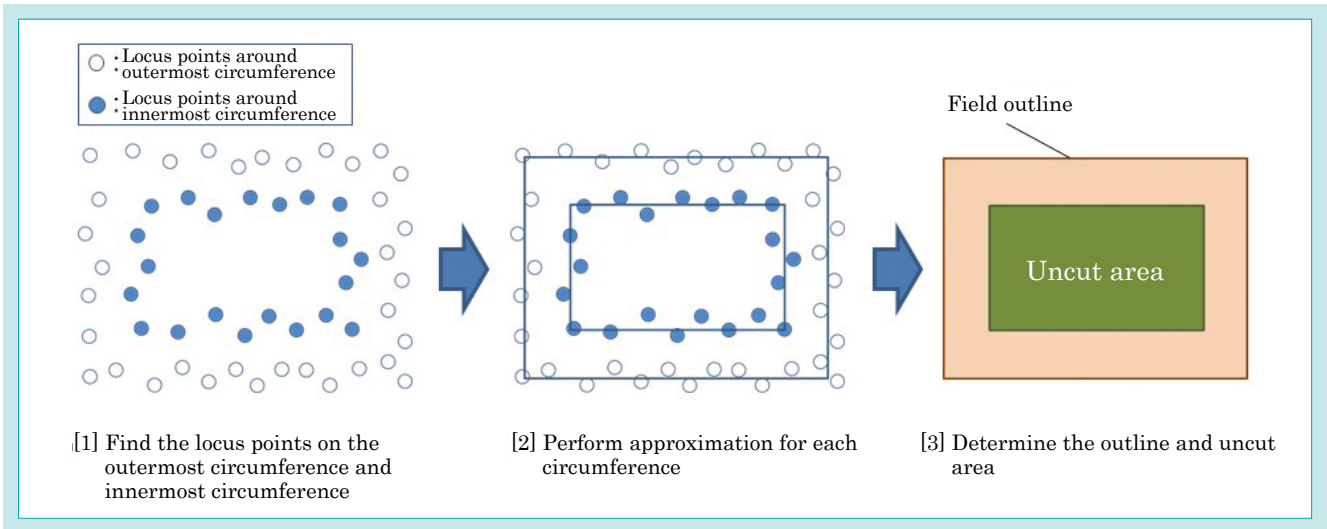 :Locus points around
outermost circumference
:Locus points around
innermost circumference
Field outline
Uncut area
[1] Find the locus points on the
outermost circumference and
innermost circumference
[2] Perform approximation for each
circumference
[3] Determine the outline and uncut
area